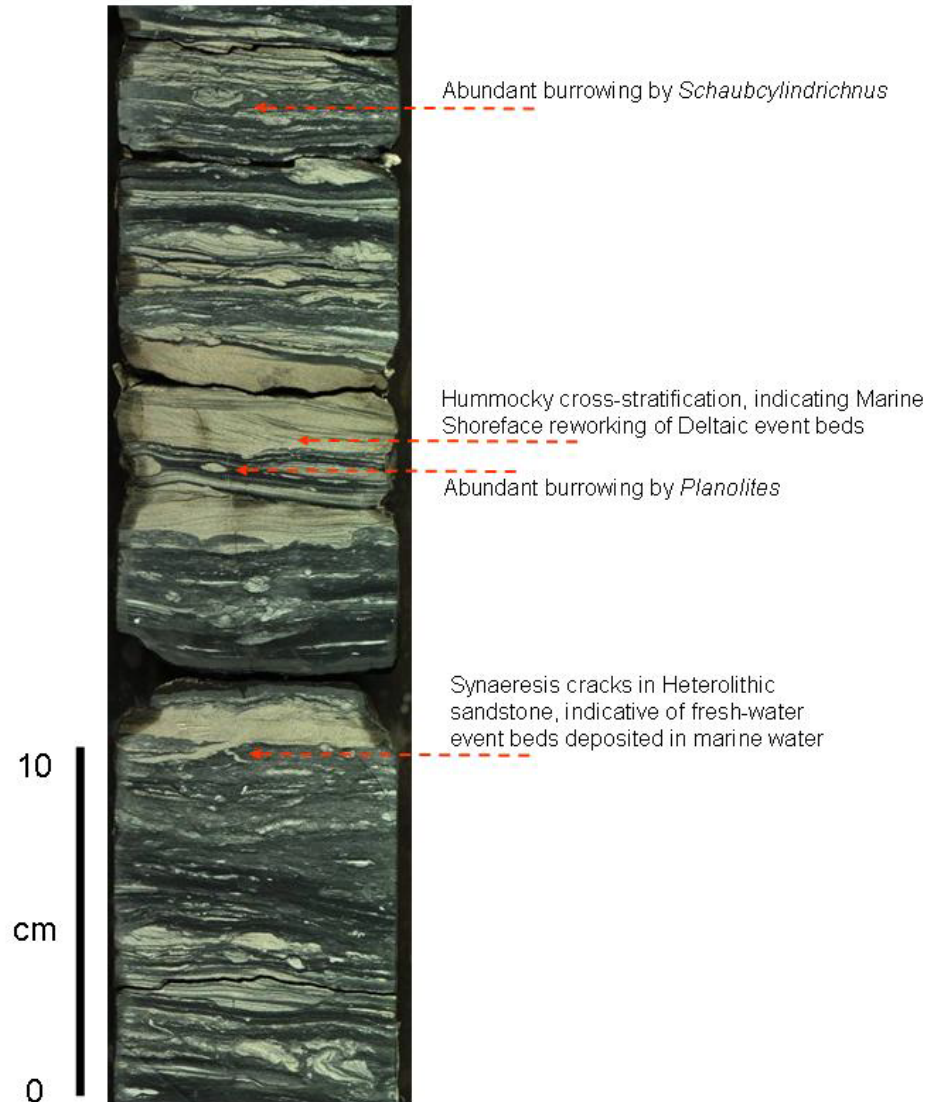 Abundant burrowing by Schaubcylindrichnus
Hummocky cross-stratification, indicating Marine
Shoreface reworking of Deltaic event beds
Abundant burrowing by Planolites
Synaeresis cracks in Heterolithic
sandstone, indicative of fresh-water
event beds deposited in marine water
10
cm
0